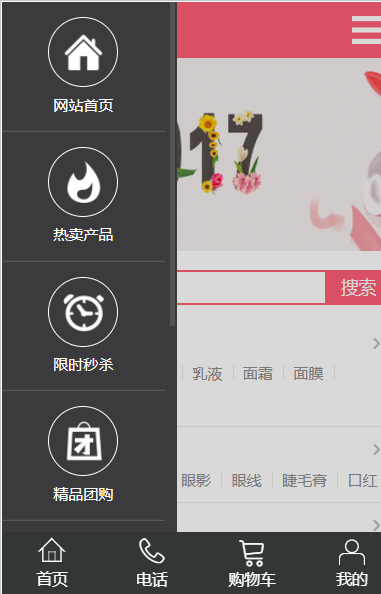 网站首页
热卖产品
限时秒杀
团
精品团购
17
搜索
乳液 面霜 面膜
眼影 眼线 睫毛膏 口红
首页 电话 购物车 我的